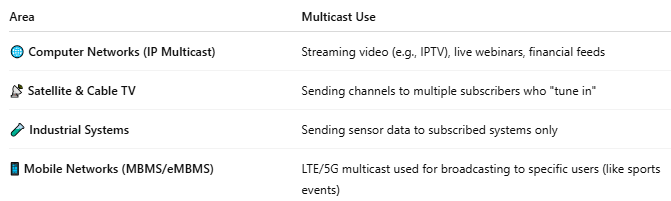 Area Multicast Use
🌐 Computer Networks (IP Multicast) Streaming video (e.g., IPTV), live webinars, financial feeds
📡 Satellite & Cable TV Sending channels to multiple subscribers who "tune in"
🧪 Industrial Systems Sending sensor data to subscribed systems only
📱 Mobile Networks (MBMS/eMBMS) LTE/5G multicast used for broadcasting to specific users (like sports
events)